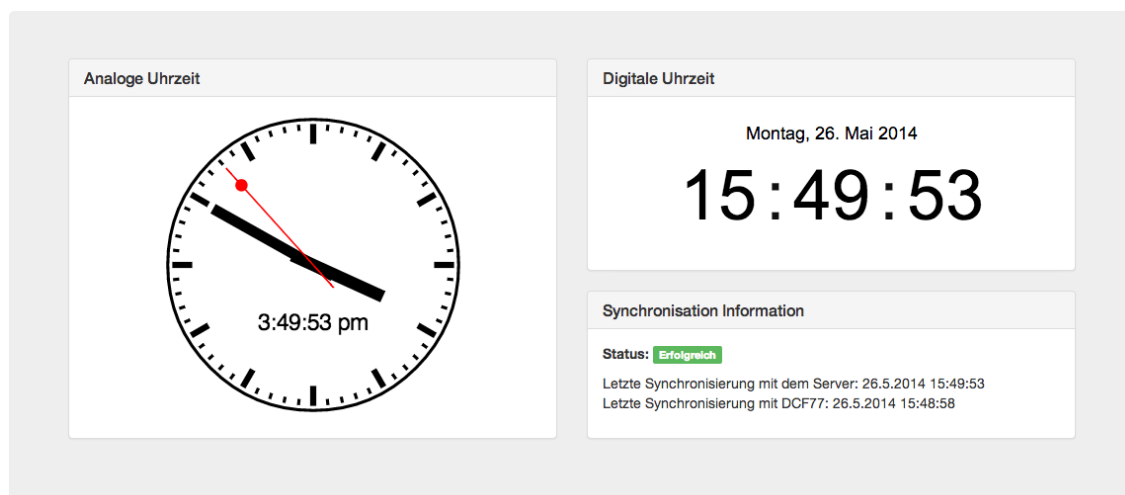 Analoge Uhrzeit
3:49:53 pm
Digitale Uhrzeit
Montag, 26. Mai 2014
15:49:53
Synchronisation Information
Status: Erfolgreich
Letzte Synchronisierung mit dem Server: 26.5.2014 15:49:53
Letzte Synchronisierung mit DCF77: 26.5.2014 15:48:58